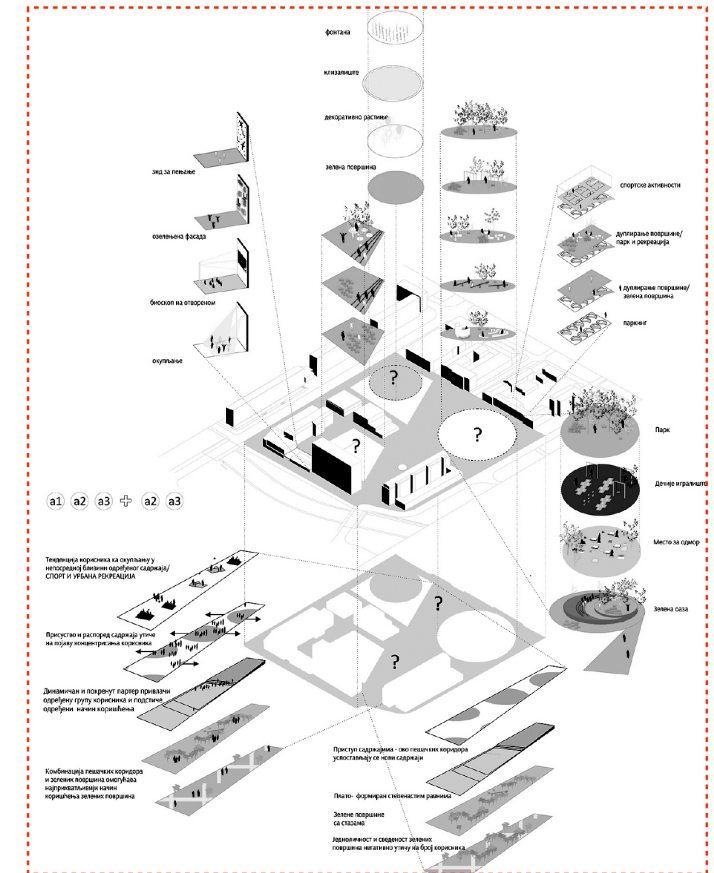 фонтана
клизалиште
декоративно растиње
зелена површина
зид за пењање
озелењена фасада
биоскоп на отвореном
окупљање
спортске активности
дуплирање површине/
парк и рекреација
дуплирање површине/
зелена површина
паркинг
?
?
?
Парк
Дечије игралиште
Место за одмор
Зелена оаза
a1 a2 a3 + a2 a3
Тенденција корисника ка окупљању у
непосредној близини одређеног садржаја/
СПОРТ И УРБАНА РЕКРЕАЦИЈА
Присуство и распоред садржаја утиче
на појаву концентрисања корисника
Динамичан и покренут партер привлачи
одређену групу корисника и подстиче
одређени начин коришћења
Комбинација пешачких коридора
и зелених површина омогућава
најприхватљивији начин
коришћења зелених површина
?
?
Приступ садржајима - око пешачких коридора
успостављају се нови садржаји
Плато - формиран степенастим равнима
Зелене површине
са стазама
Једноличност и сведеност зелених
површина негативно утичу на број корисника